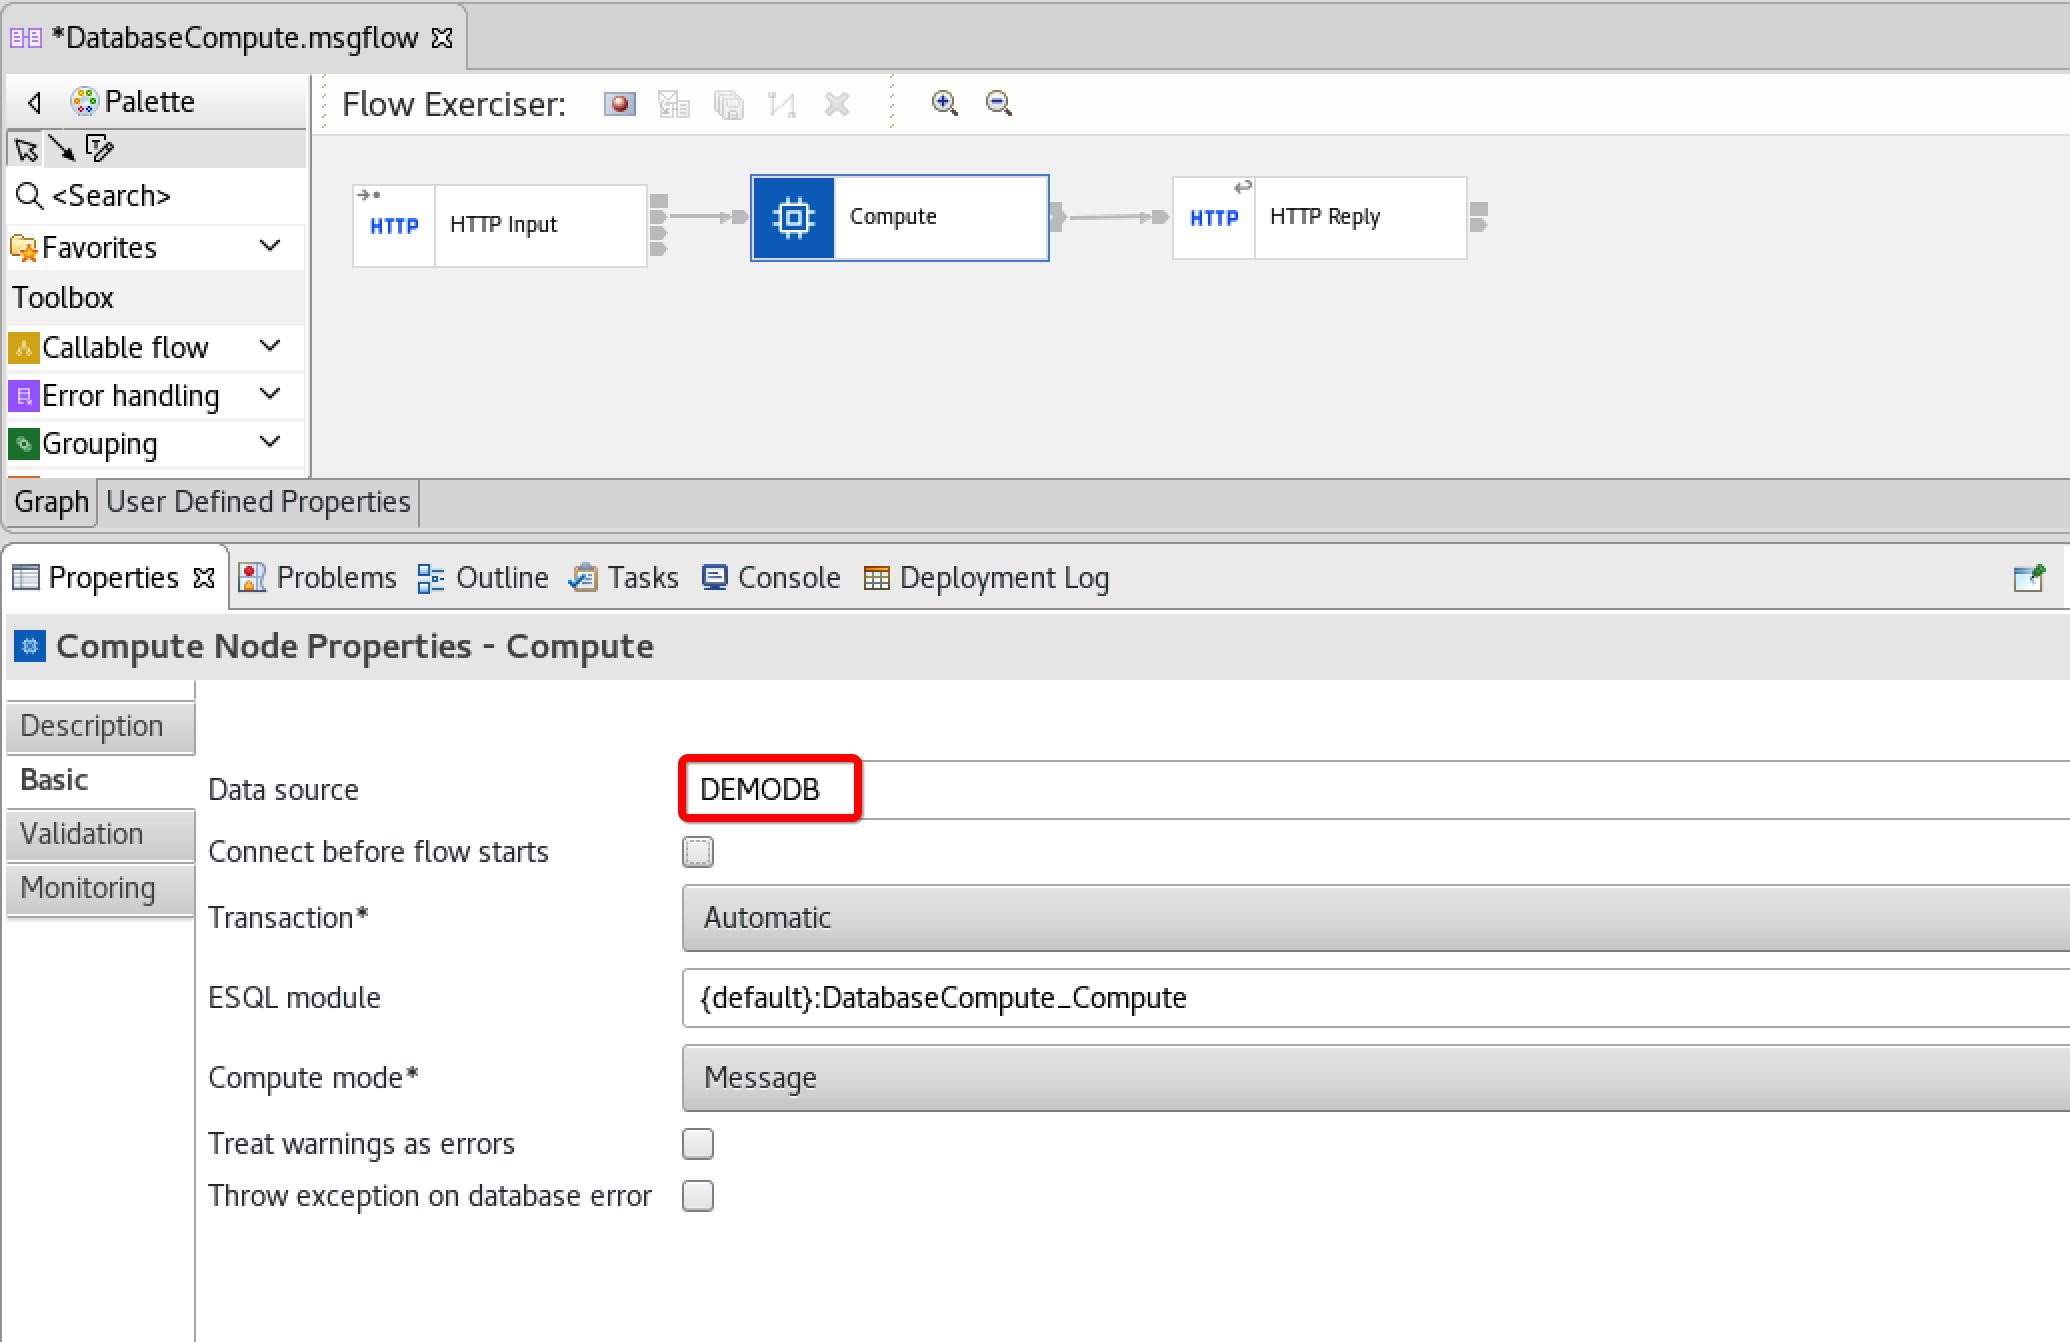 *DatabaseCompute.msgflow
Palette
Flow Exerciser:
<Search>
Favorites
Toolbox
Callable flow
Error handling
Grouping
HTTP
HTTP Input
Compute
HTTP
HTTP Reply
Graph
User Defined Properties
Properties
Problems
Outline
Tasks
Console
Deployment Log
Compute Node Properties - Compute
Description
Basic
Validation
Monitoring
Data source
DEMODB
Connect before flow starts
Transaction*
Automatic
ESQL module
{default}:DatabaseCompute_Compute
Compute mode*
Message
Treat warnings as errors
Throw exception on database error